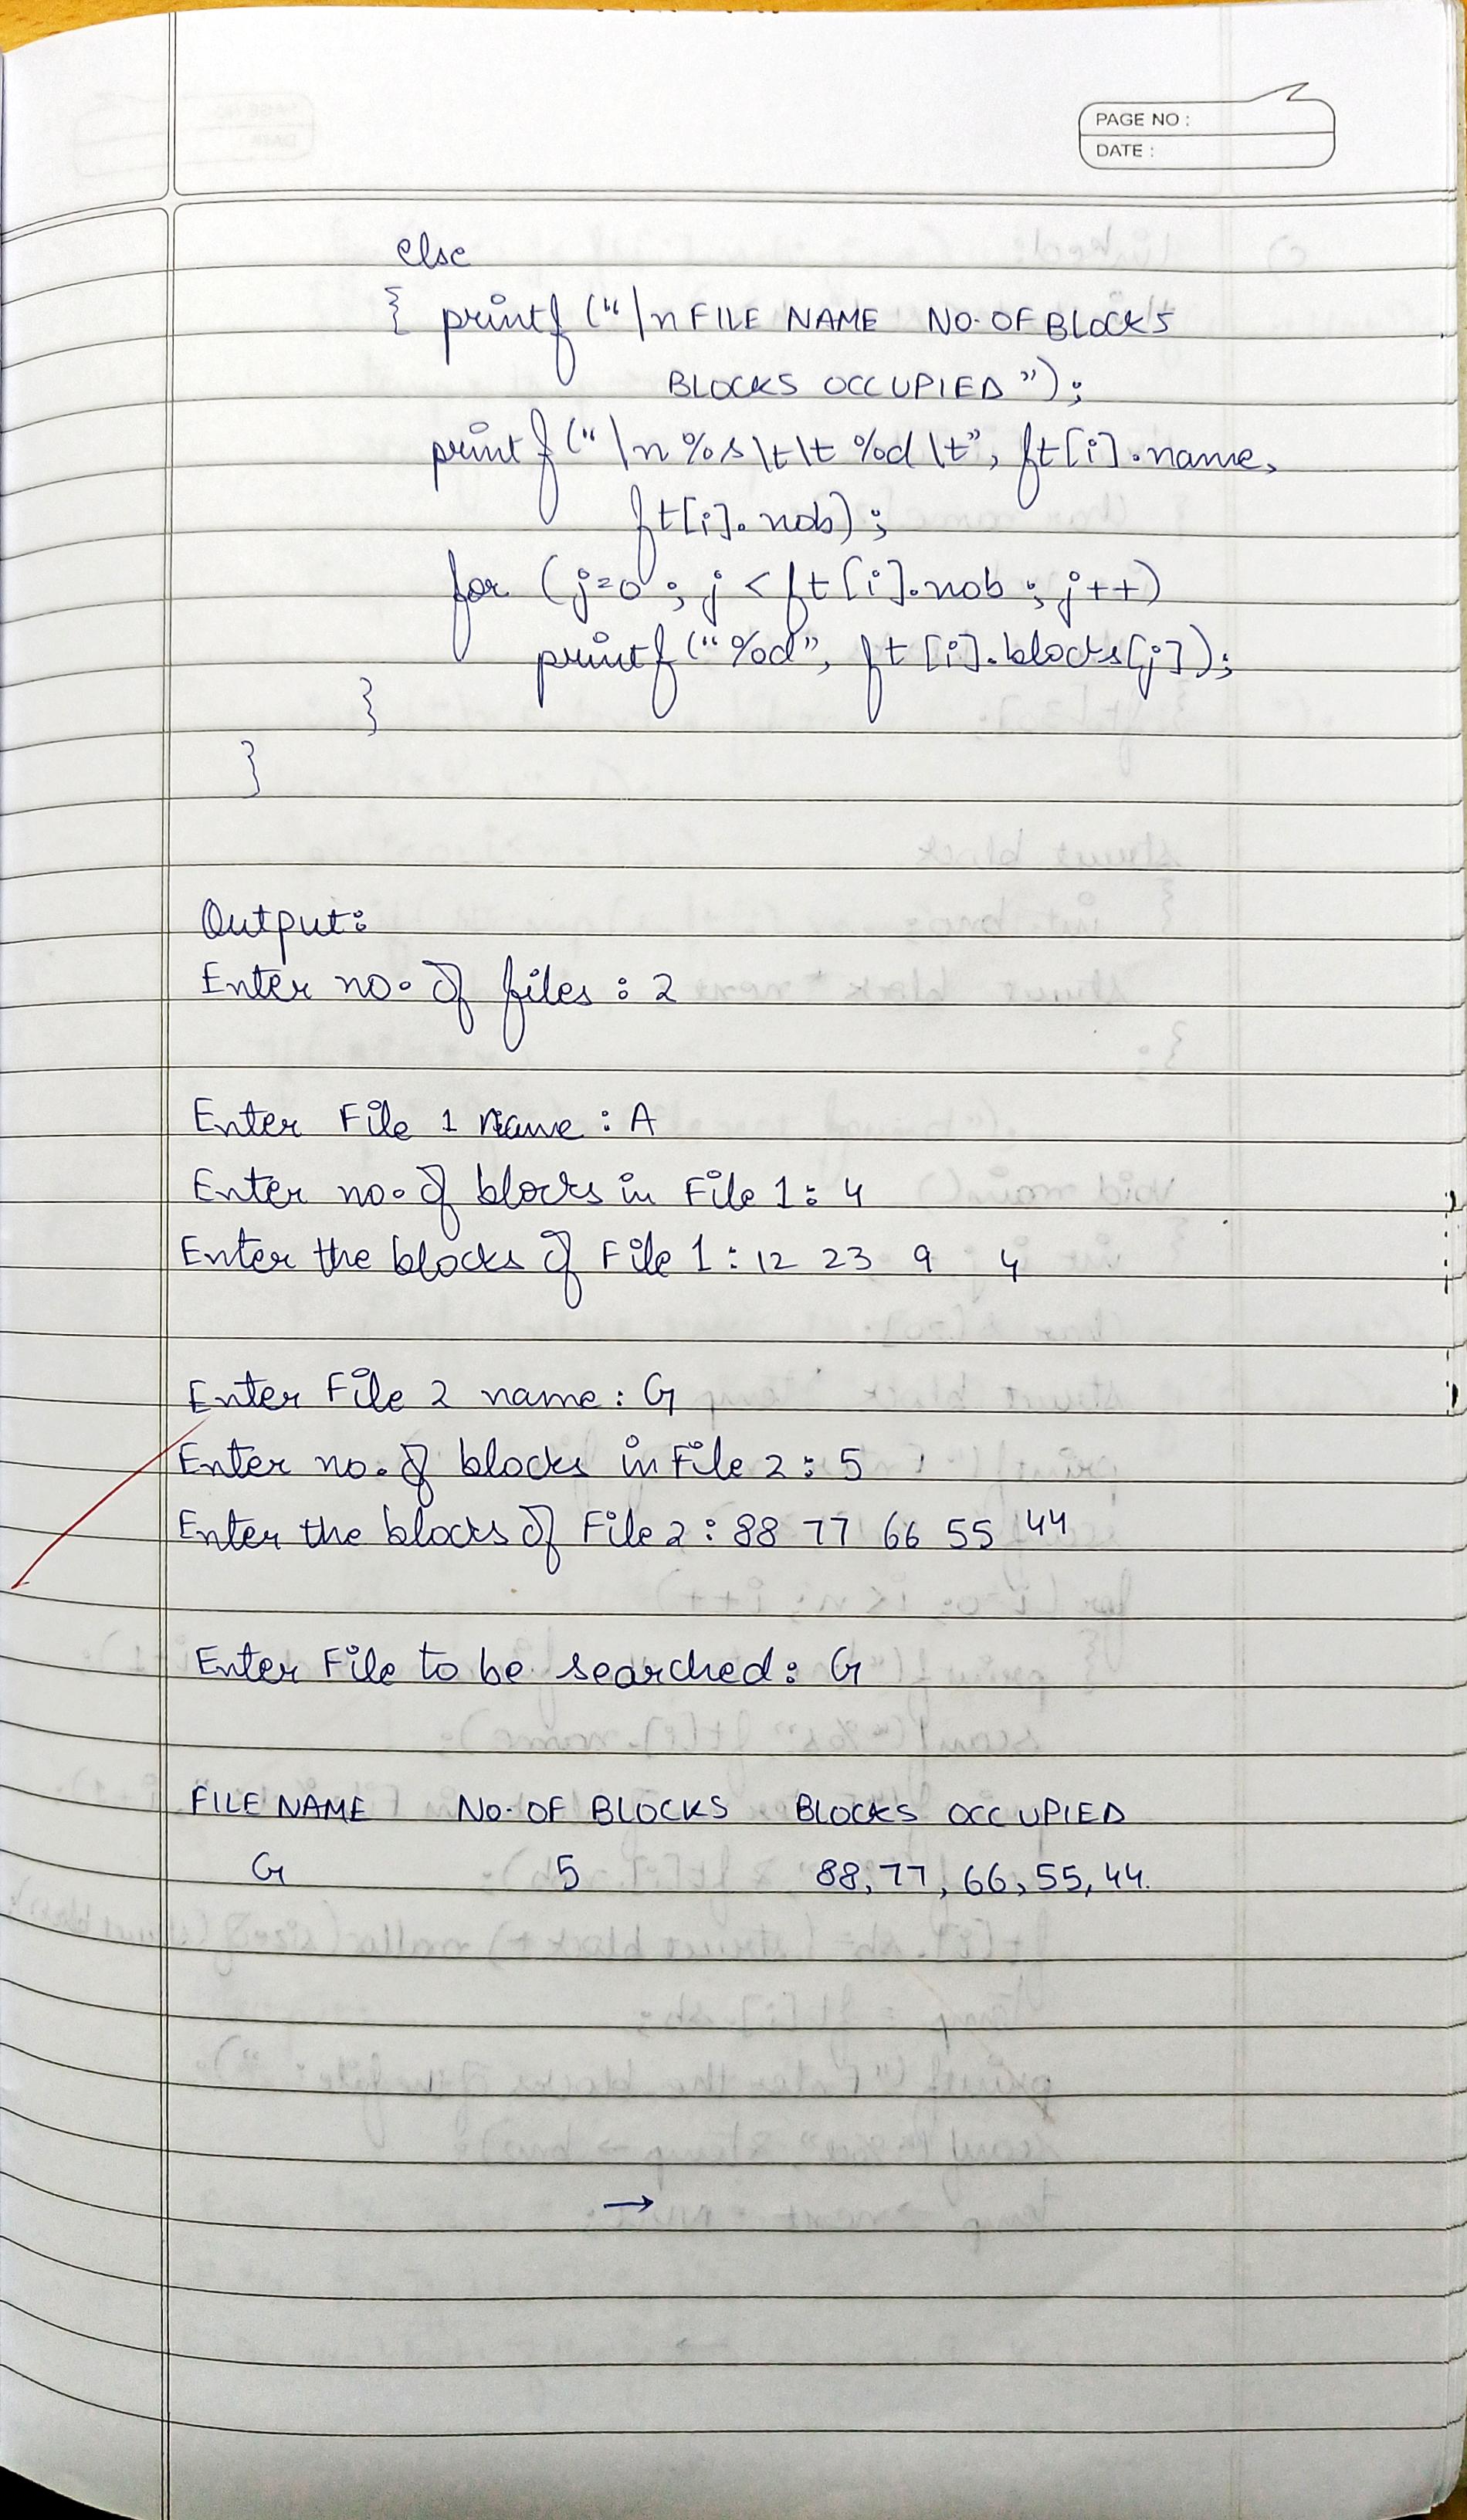 PAGE NO :
DATE :
else
{ printf ("\n FILE NAME NO. OF BLOCKS
BLOCKS OCCUPIED ");
printf ("\n %s \t\t %d \t", ft[i].name,
ft[i]. nob) ;
for (j=0 ; j < ft [i].nob ; j++)
printf ("%d", ft [i].blocks[j]);
}
}
Output:
Enter no. of files : 2
Enter File 1 name : A
Enter no. of blocks in File 1 : 4
Enter the blocks of File 1 : 12 23 9 4
Enter File 2 name : G
Enter no. of blocks in File 2 : 5
Enter the blocks of File 2 : 88 77 66 55 44
Enter File to be searched : G
FILE NAME NO. OF BLOCKS BLOCKS OCCUPIED
G 5 88, 77, 66, 55, 44.
→